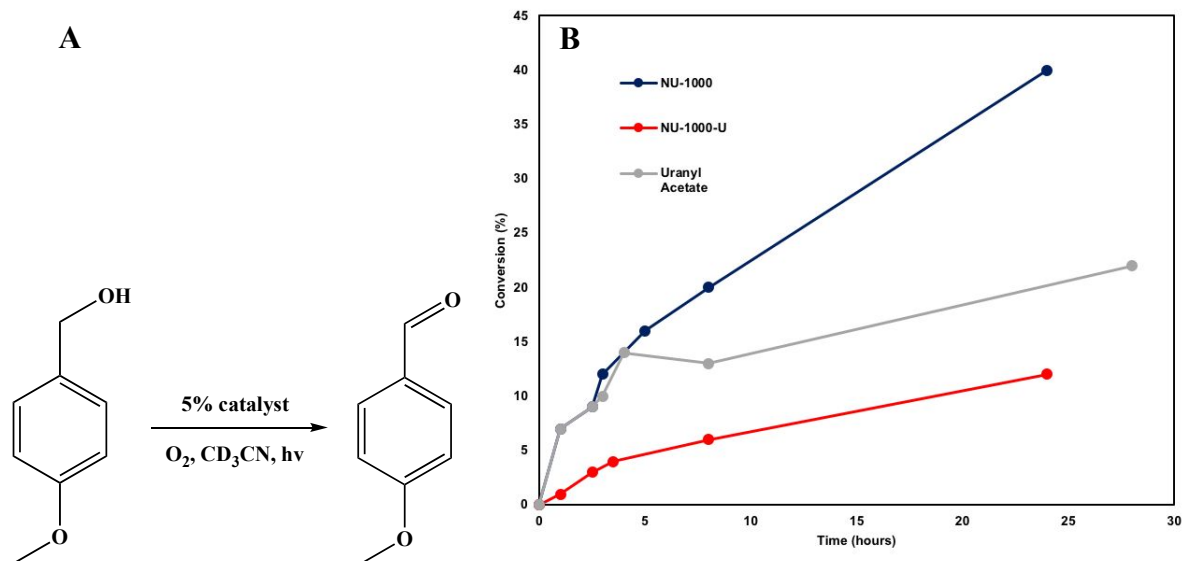 A
OH
O
5% catalyst
O2, CD3CN, hv
O
O
B
NU-1000
NU-1000-U
Uranyl
Acetate
Conversion (%)
45
40
35
30
25
20
15
10
5
0
0 5 10 15 20 25 30
Time (hours)